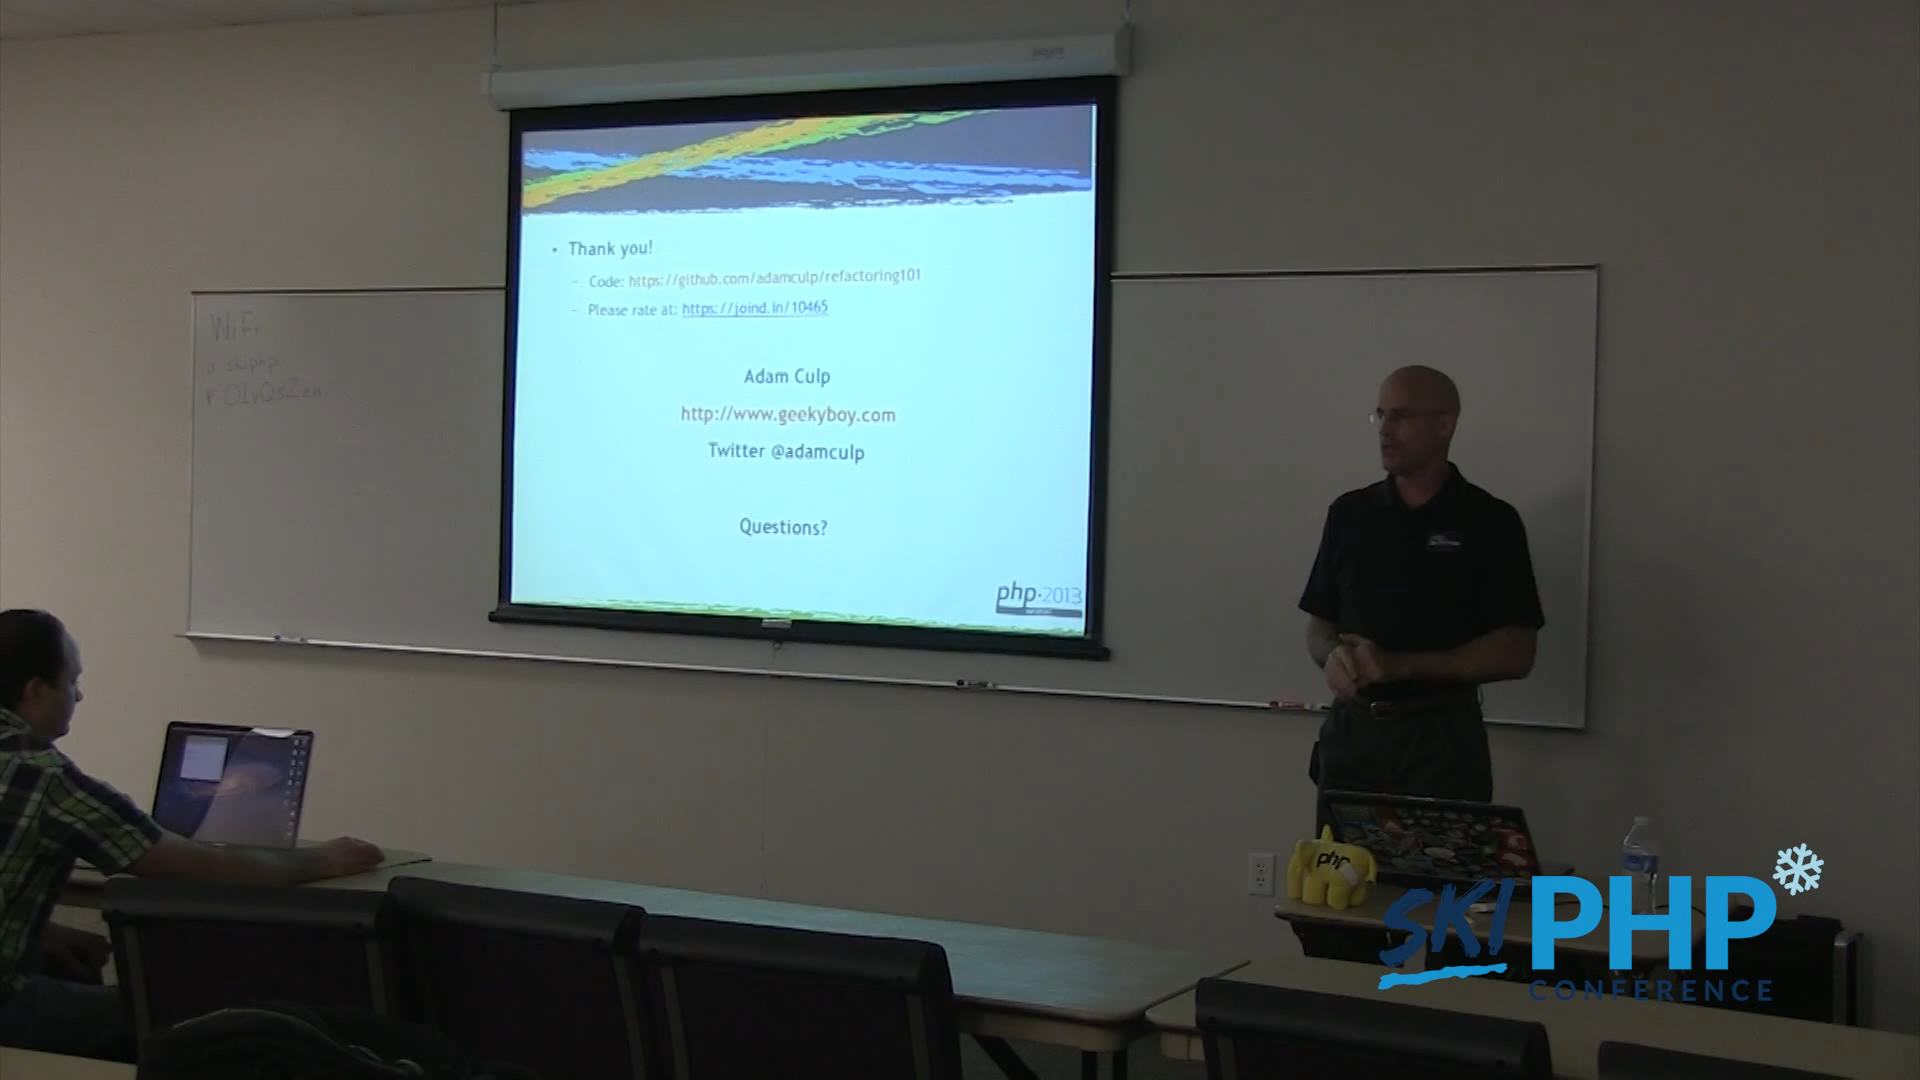 • Thank you!
– Code: https://github.com/adamculp/refactoring101
– Please rate at: https://joind.in/10465
Adam Culp
http://www.geekyboy.com
Twitter @adamculp
Questions?
php·2013
WiFi
skiphp
php
SKI PHP
CONFERENCE